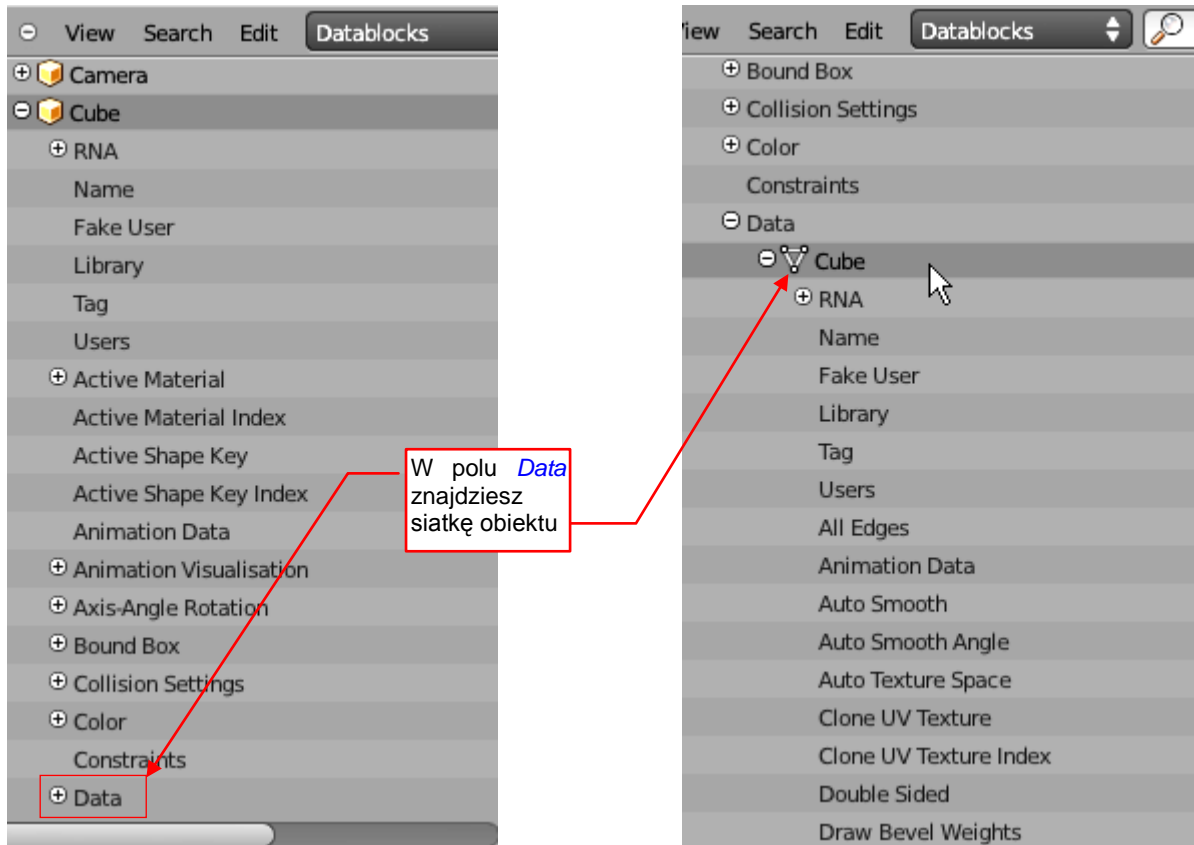 View Search Edit Datablocks
Camera
Cube
RNA
Name
Fake User
Library
Tag
Users
Active Material
Active Material Index
Active Shape Key
Active Shape Key Index
Animation Data
Animation Visualisation
Axis-Angle Rotation
Bound Box
Collision Settings
Color
Constraints
Data
W polu Data
znajdziesz
siatkę obiektu
iew Search Edit Datablocks
Bound Box
Collision Settings
Color
Constraints
Data
Cube
RNA
Name
Fake User
Library
Tag
Users
All Edges
Animation Data
Auto Smooth
Auto Smooth Angle
Auto Texture Space
Clone UV Texture
Clone UV Texture Index
Double Sided
Draw Bevel Weights